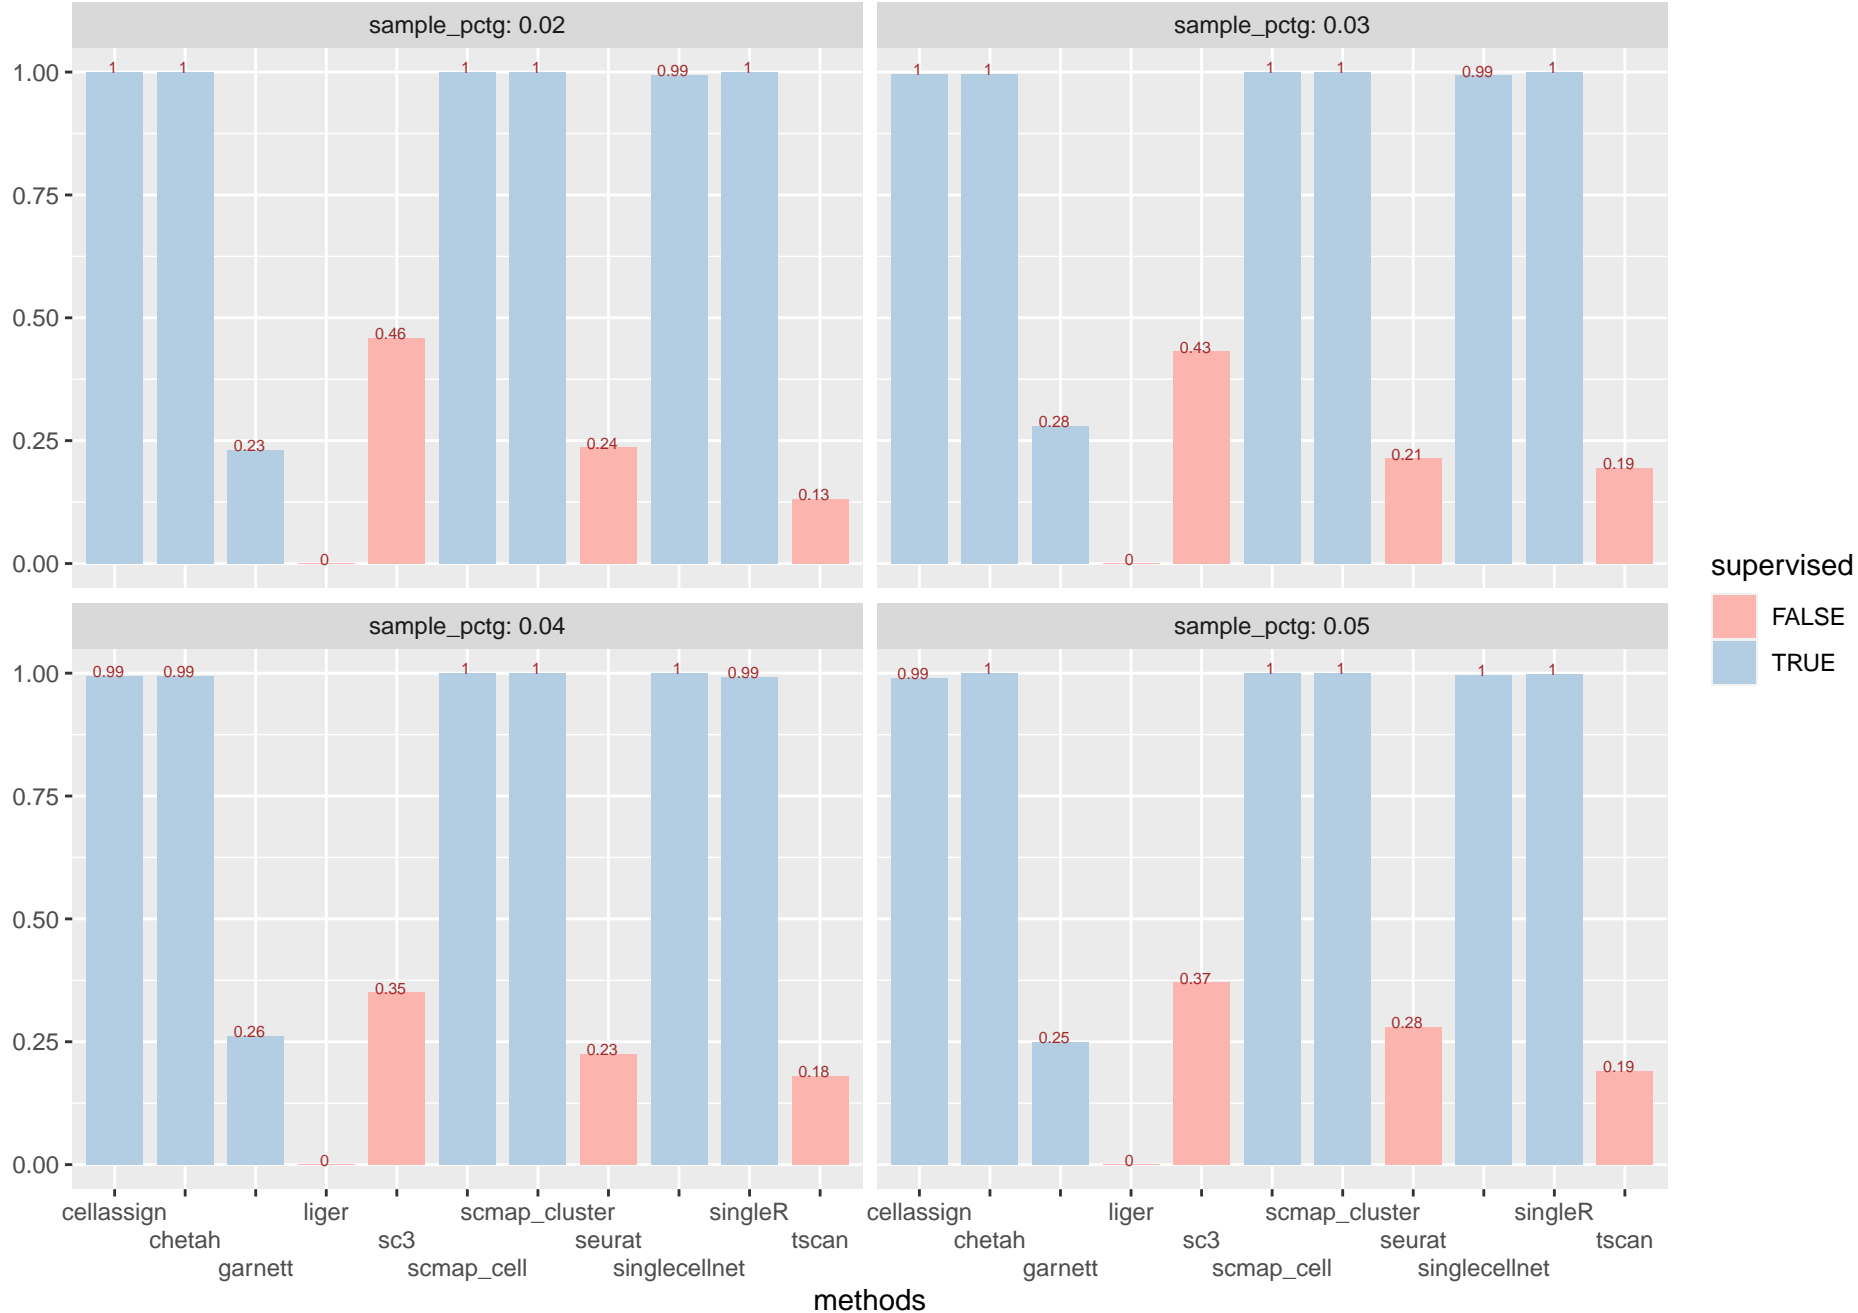 sample_pctg: 0.02
sample_pctg: 0.03
1.00
0.75
0.50
0.25
0.00
1 1 0.23 0 0.46 1 1 0.24 0.99 1 0.13
1 1 0.28 0 0.43 1 1 0.21 0.99 1 0.19
sample_pctg: 0.04
sample_pctg: 0.05
1.00
0.75
0.50
0.25
0.00
0.99 0.99 0.26 0 0.35 1 1 0.23 1 0.99 0.18
0.99 1 0.25 0 0.37 1 1 0.28 1 1 0.19
cellassign liger scmap_cluster singleR
chetah sc3 seurat tscan
garnett scmap_cell singlecellnet
cellassign liger scmap_cluster singleR
chetah sc3 seurat tscan
garnett scmap_cell singlecellnet
methods
supervised
FALSE
TRUE